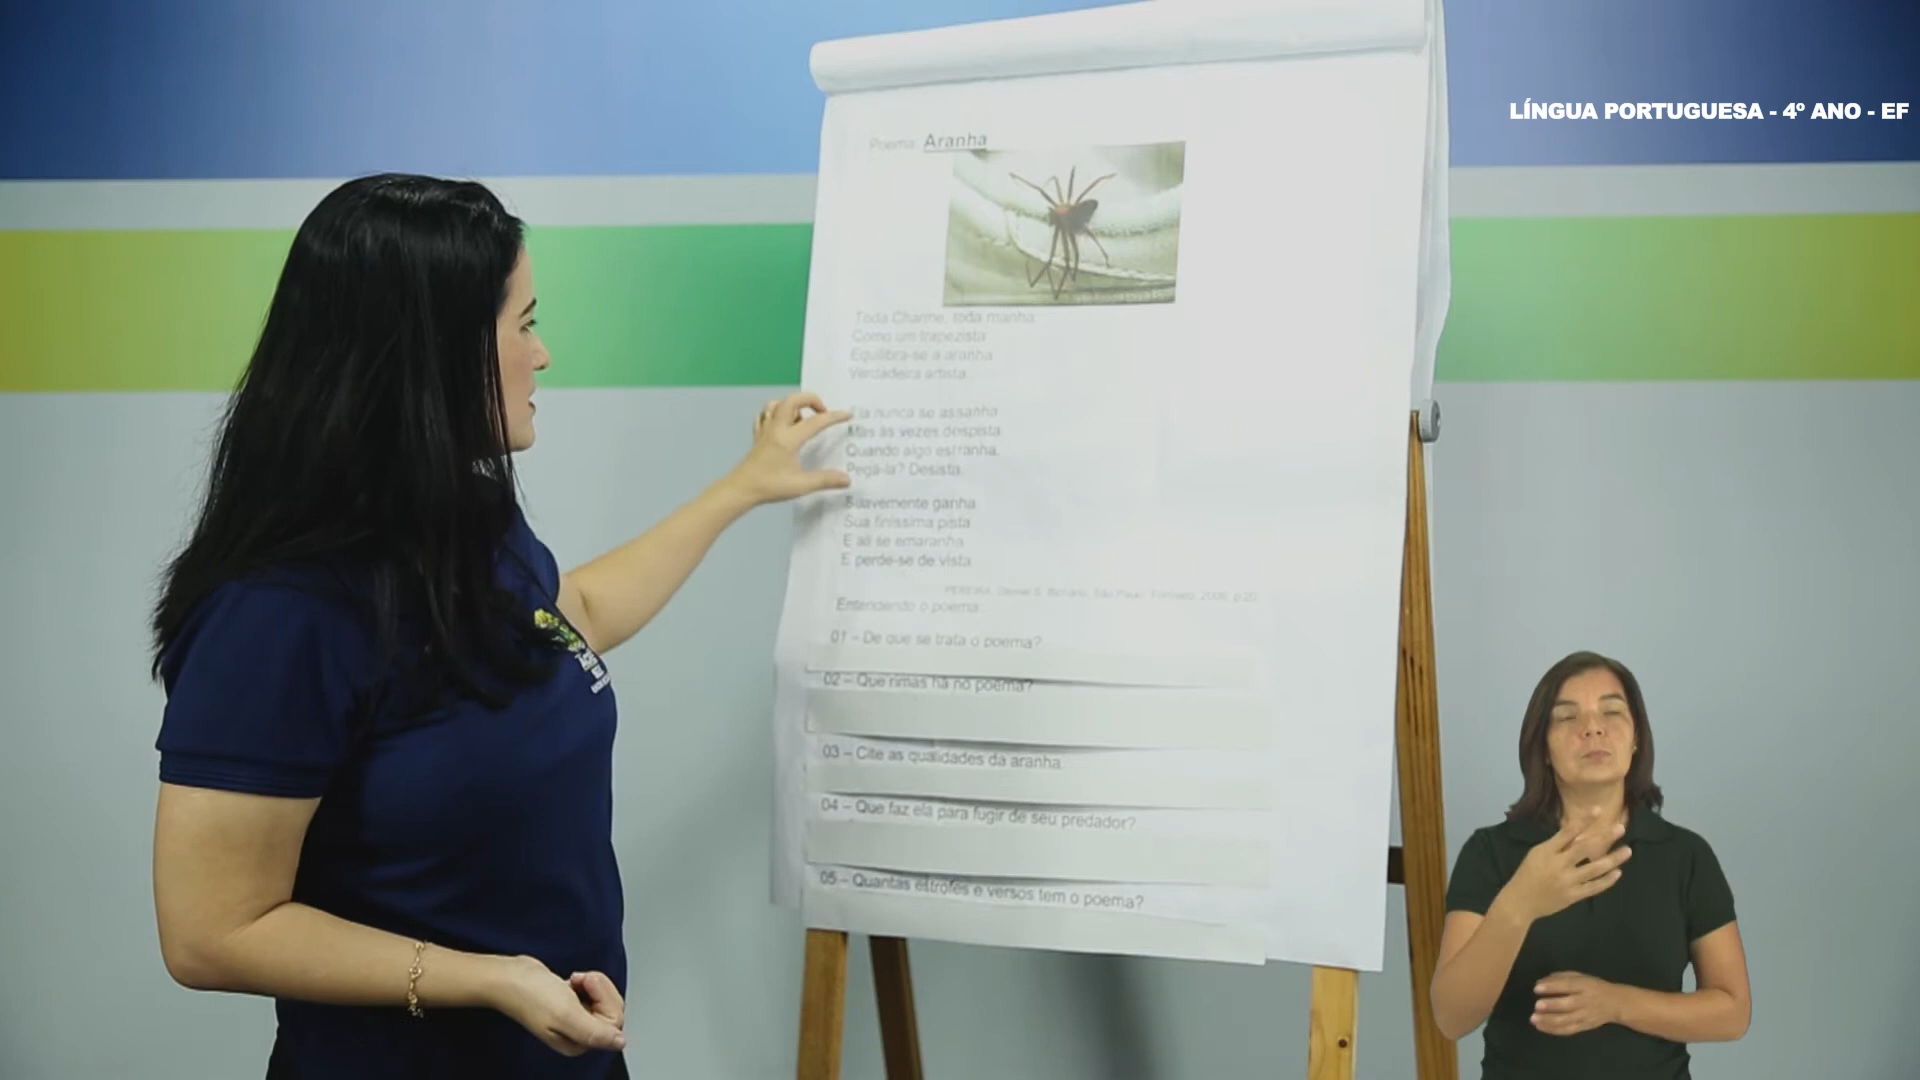 LÍNGUA PORTUGUESA - 4º ANO - EF
Poema: Aranha
Toda Charme, toda manha
Como um trapezista
Equilibra-se a aranha
Verdadeira artista
Ela nunca se assanha
Mas às vezes despista
Quando algo estranha.
Pegá-la? Desista.
Suavemente ganha
Sua finíssima pista
E ali se emaranha
E perde-se de vista
Entendendo o poema:
01 – De que se trata o poema?
02 – Que rimas há no poema?
03 – Cite as qualidades da aranha.
04 – Que faz ela para fugir de seu predador?
05 – Quantas estrofes e versos tem o poema?